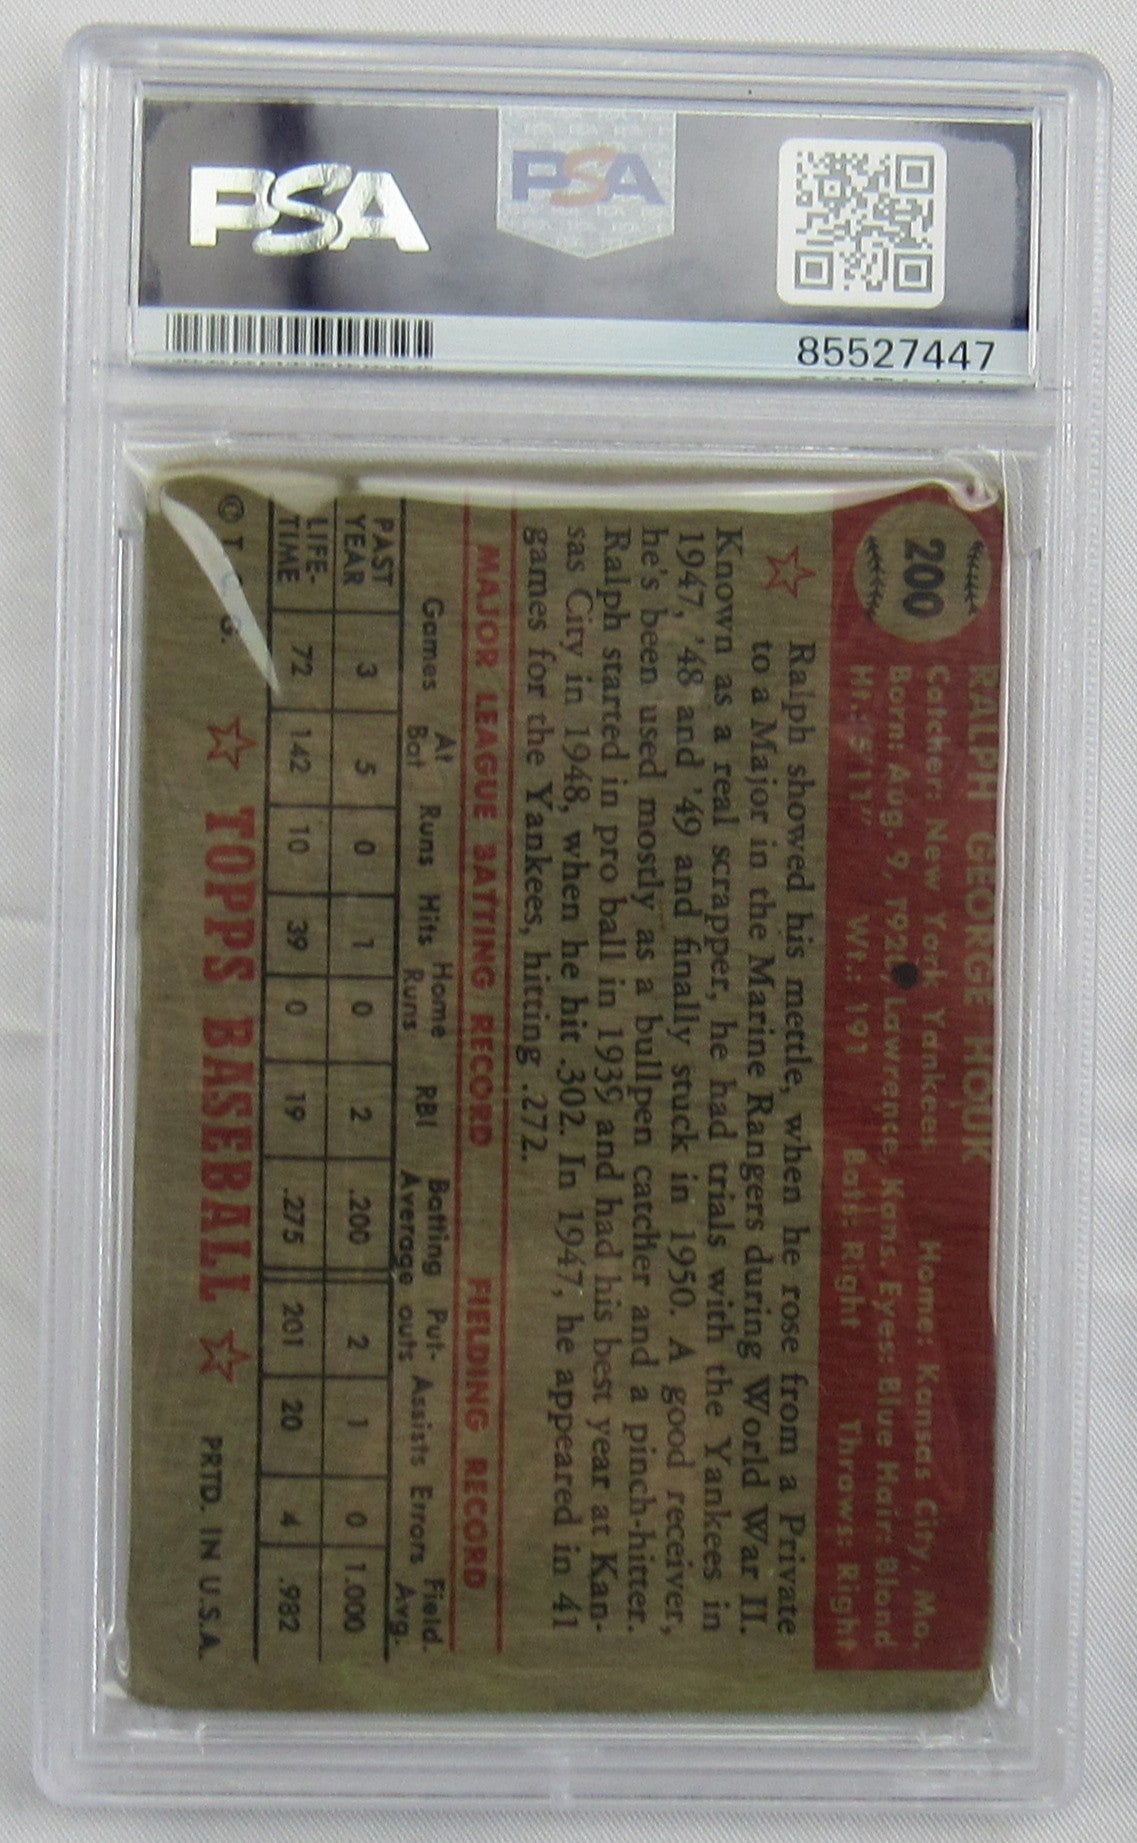 PSA
PSA
85527447
200
RALPH GEORGE HOUK
Catcher: New York Yankees Home: Kansas City, Mo.
Born: Aug. 9, 1920, Lawrence, Kans. Eyes: Blue Hair: Blond
Ht.: 5'11" Wt.: 191 Bats: Right Throws: Right
Ralph showed his mettle, when he rose from a Private
to a Major in the Marine Rangers during World War II.
Known as a real scrapper, he had trials with the Yankees in
1947, '48 and '49 and finally stuck in 1950. A good receiver,
he's been used mostly as a bullpen catcher and a pinch-hitter.
Ralph started in pro ball in 1939 and had his best year at Kan-
sas City in 1948, when he hit .302. In 1947, he appeared in 41
games for the Yankees, hitting .272.
MAJOR LEAGUE BATTING RECORD FIELDING RECORD
At Home Batting Put- Field.
Games Bat Runs Hits Runs RBI Average outs Assists Errors Avg.
PAST YEAR 3 5 0 1 0 2 .200 2 1 0 1.000
LIFE-TIME 72 142 10 39 0 19 .275 201 20 4 .982
© T. G. TOPPS BASEBALL PRTD. IN U.S.A.